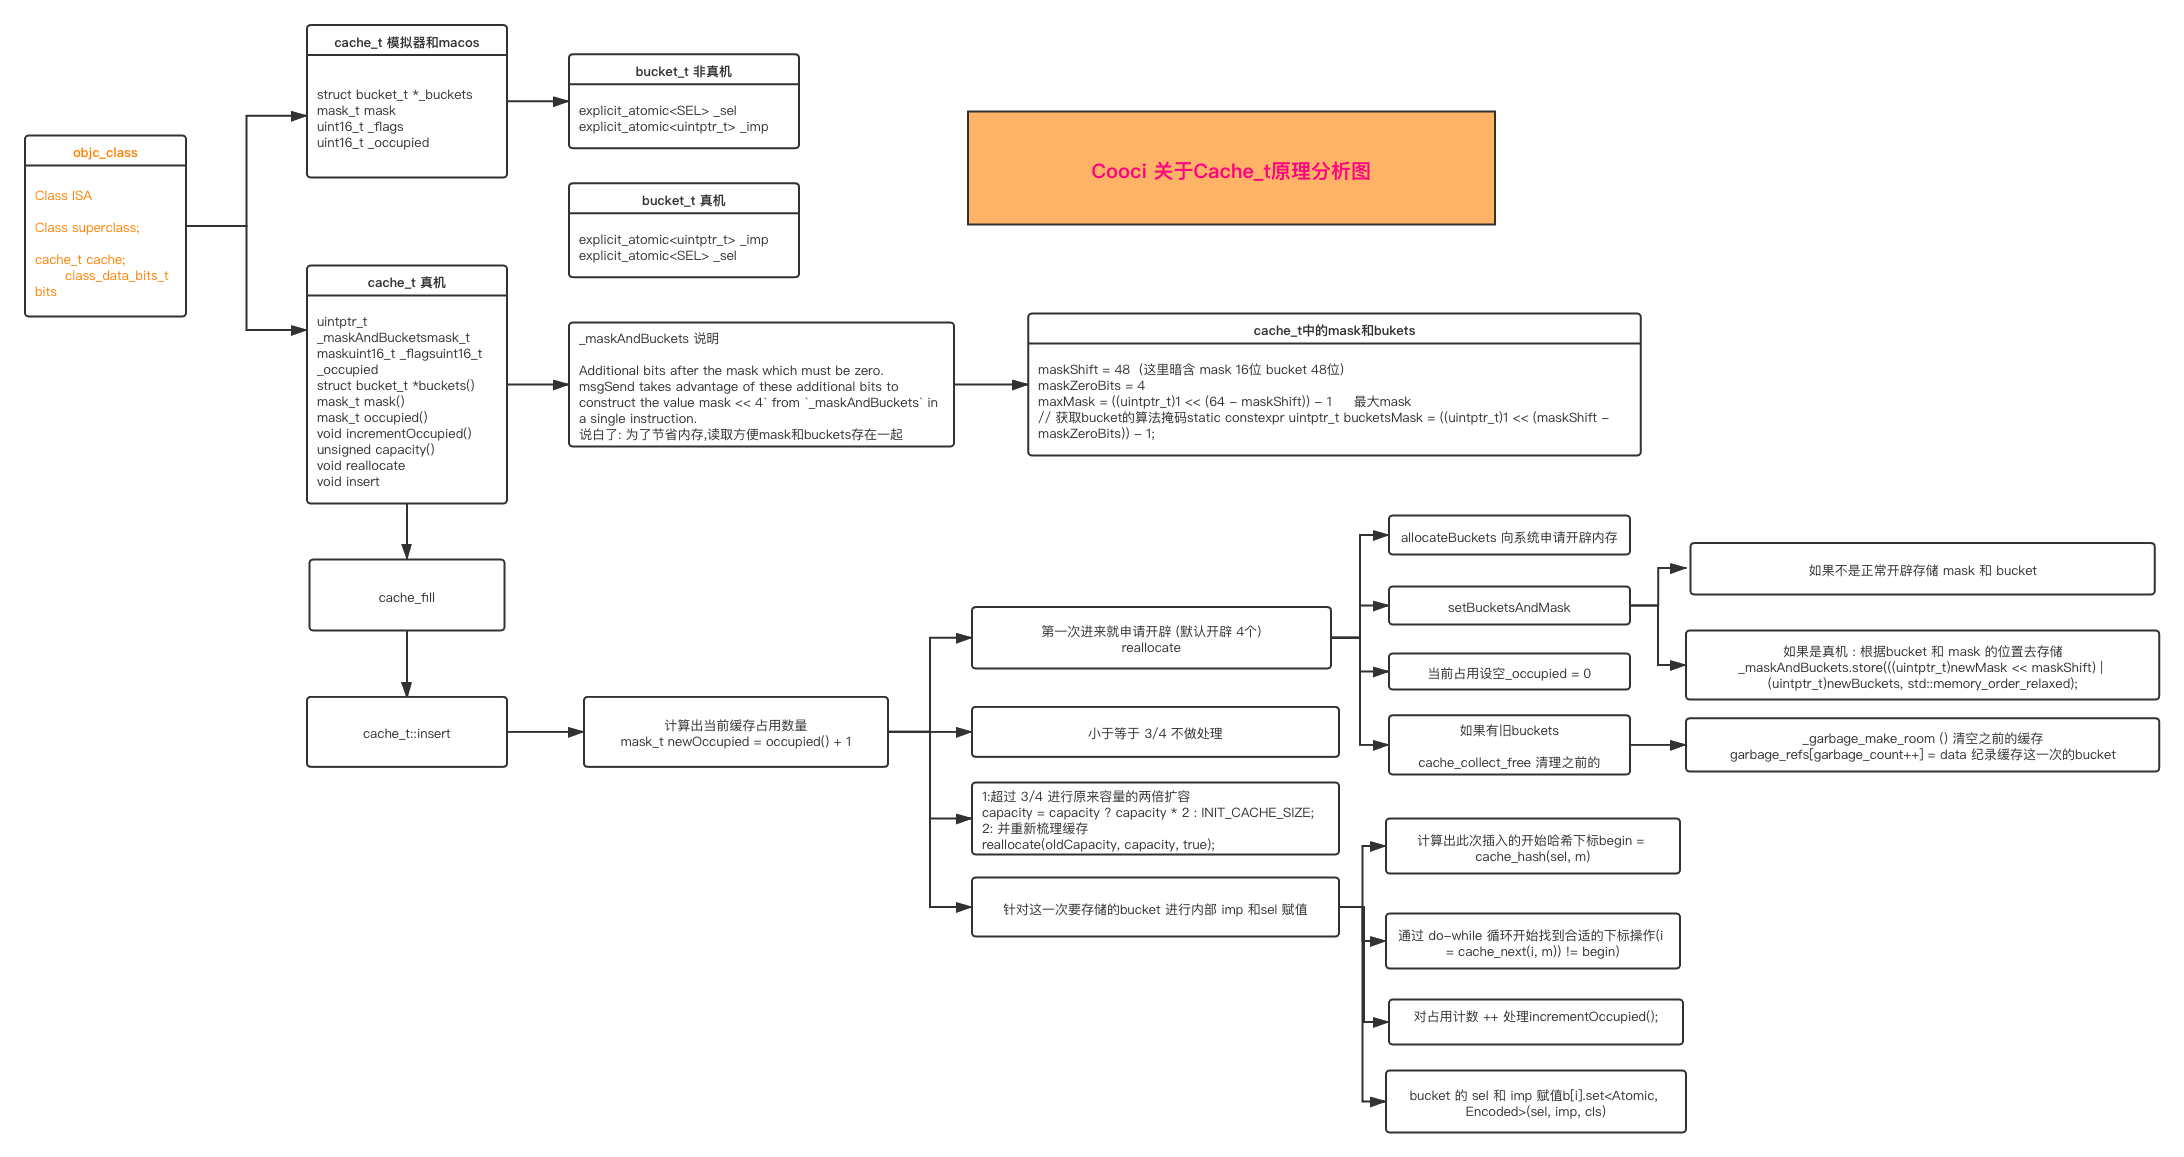 objc_class
Class ISA
Class superclass;
cache_t cache;
class_data_bits_t
bits
cache_t 模拟器和macos
struct bucket_t *_buckets
mask_t mask
uint16_t _flags
uint16_t _occupied
bucket_t 非真机
explicit_atomic<SEL> _sel
explicit_atomic<uintptr_t> _imp
bucket_t 真机
explicit_atomic<uintptr_t> _imp
explicit_atomic<SEL> _sel
Cooci 关于Cache_t原理分析图
cache_t 真机
uintptr_t
_maskAndBucketsmask_t
maskuint16_t _flagsuint16_t
_occupied
struct bucket_t *buckets()
mask_t mask()
mask_t occupied()
void incrementOccupied()
unsigned capacity()
void reallocate
void insert
_maskAndBuckets 说明
Additional bits after the mask which must be zero.
msgSend takes advantage of these additional bits to
construct the value mask << 4` from `_maskAndBuckets` in
a single instruction.
说白了: 为了节省内存,读取方便mask和buckets存在一起
cache_t中的mask和bukets
maskShift = 48  (这里暗含 mask 16位 bucket 48位)
maskZeroBits = 4
maxMask = ((uintptr_t)1 << (64 - maskShift)) - 1     最大mask
// 获取bucket的算法掩码static constexpr uintptr_t bucketsMask = ((uintptr_t)1 << (maskShift -
maskZeroBits)) - 1;
cache_fill
cache_t::insert
计算出当前缓存占用数量
mask_t newOccupied = occupied() + 1
第一次进来就申请开辟 (默认开辟 4个)
reallocate
小于等于 3/4 不做处理
1:超过 3/4 进行原来容量的两倍扩容
capacity = capacity ? capacity * 2 : INIT_CACHE_SIZE;
2: 并重新梳理缓存
reallocate(oldCapacity, capacity, true);
针对这一次要存储的bucket 进行内部 imp 和sel 赋值
allocateBuckets 向系统申请开辟内存
setBucketsAndMask
当前占用设空_occupied = 0
如果有旧buckets
cache_collect_free 清理之前的
如果不是正常开辟存储 mask 和 bucket
如果是真机 : 根据bucket 和 mask 的位置去存储
_maskAndBuckets.store(((uintptr_t)newMask << maskShift) |
(uintptr_t)newBuckets, std::memory_order_relaxed);
_garbage_make_room () 清空之前的缓存
garbage_refs[garbage_count++] = data 纪录缓存这一次的bucket
计算出此次插入的开始哈希下标begin =
cache_hash(sel, m)
通过 do-while 循环开始找到合适的下标操作(i
= cache_next(i, m)) != begin)
对占用计数 ++ 处理incrementOccupied();
bucket 的 sel 和 imp 赋值b[i].set<Atomic,
Encoded>(sel, imp, cls)